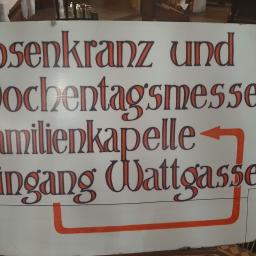 osenkranz und
ochentagsmesse
amilienkapelle
ingang Wattgasse